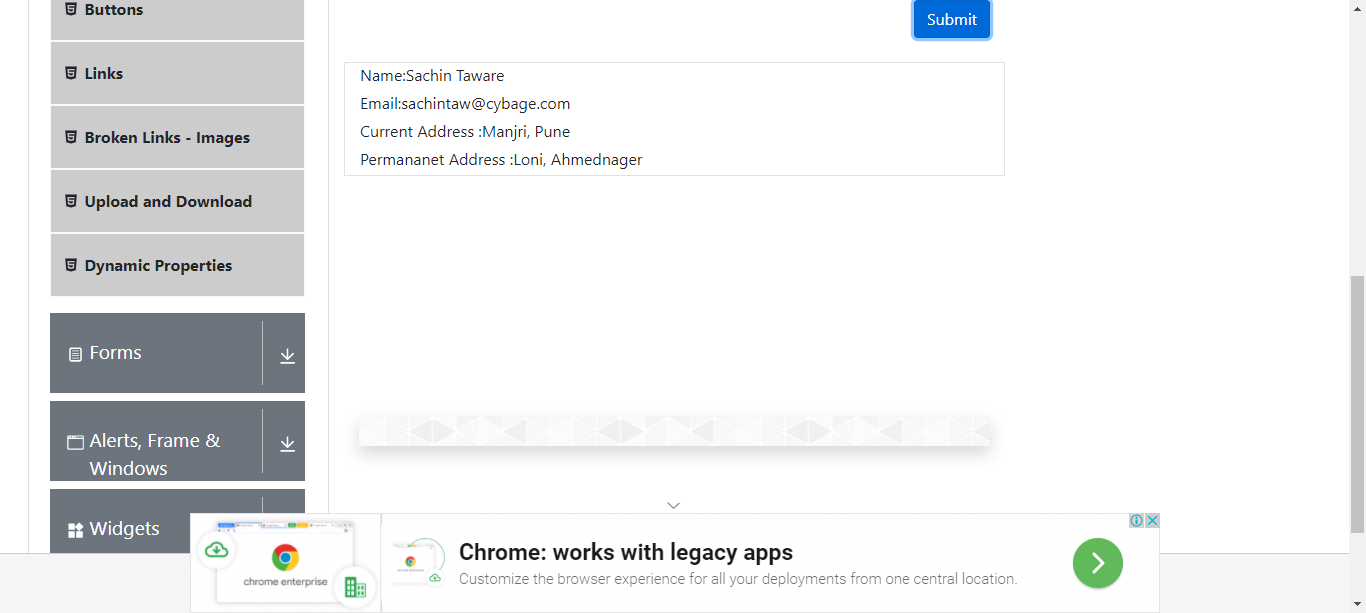 Buttons
Links
Broken Links - Images
Upload and Download
Dynamic Properties
Forms
Alerts, Frame &
Windows
Widgets
Submit
Name:Sachin Taware
Email:sachintaw@cybage.com
Current Address :Manjri, Pune
Permananet Address :Loni, Ahmednager
chrome enterprise
Chrome: works with legacy apps
Customize the browser experience for all your deployments from one central location.